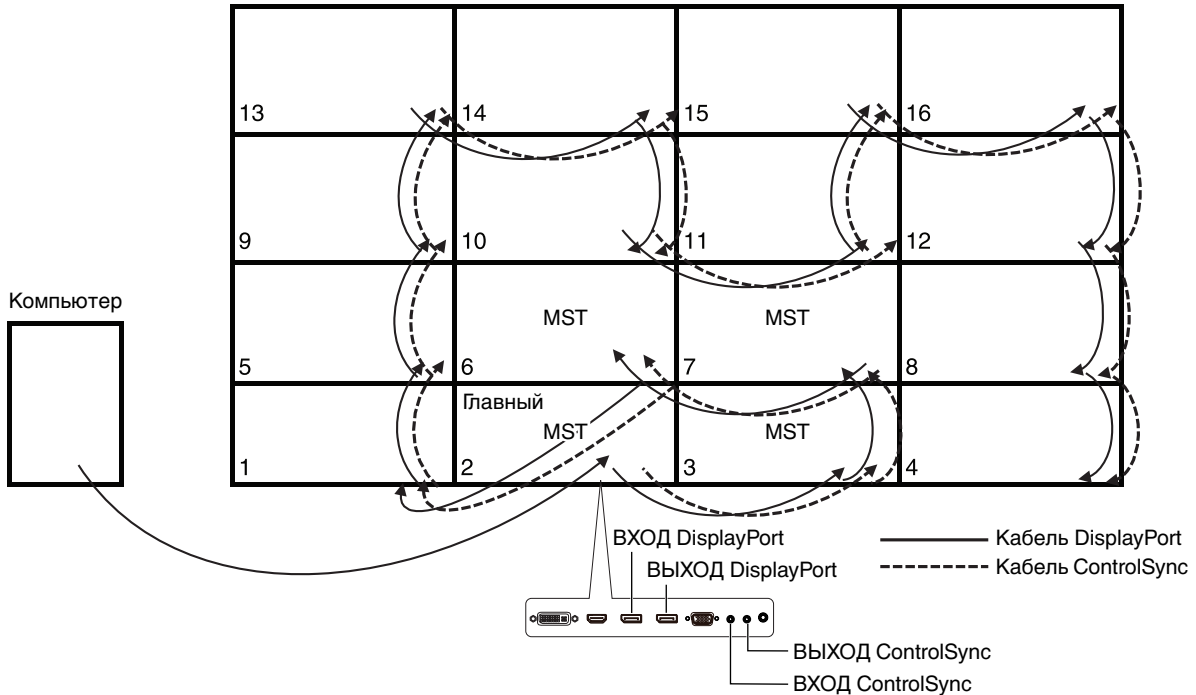 13
14
15
16
9
10
11
12
Компьютер
MST
MST
5
6
7
8
Главный
MST
MST
1
2
3
4
ВХОД DisplayPort
ВЫХОД DisplayPort
Кабель DisplayPort
Кабель ControlSync
ВЫХОД ControlSync
ВХОД ControlSync